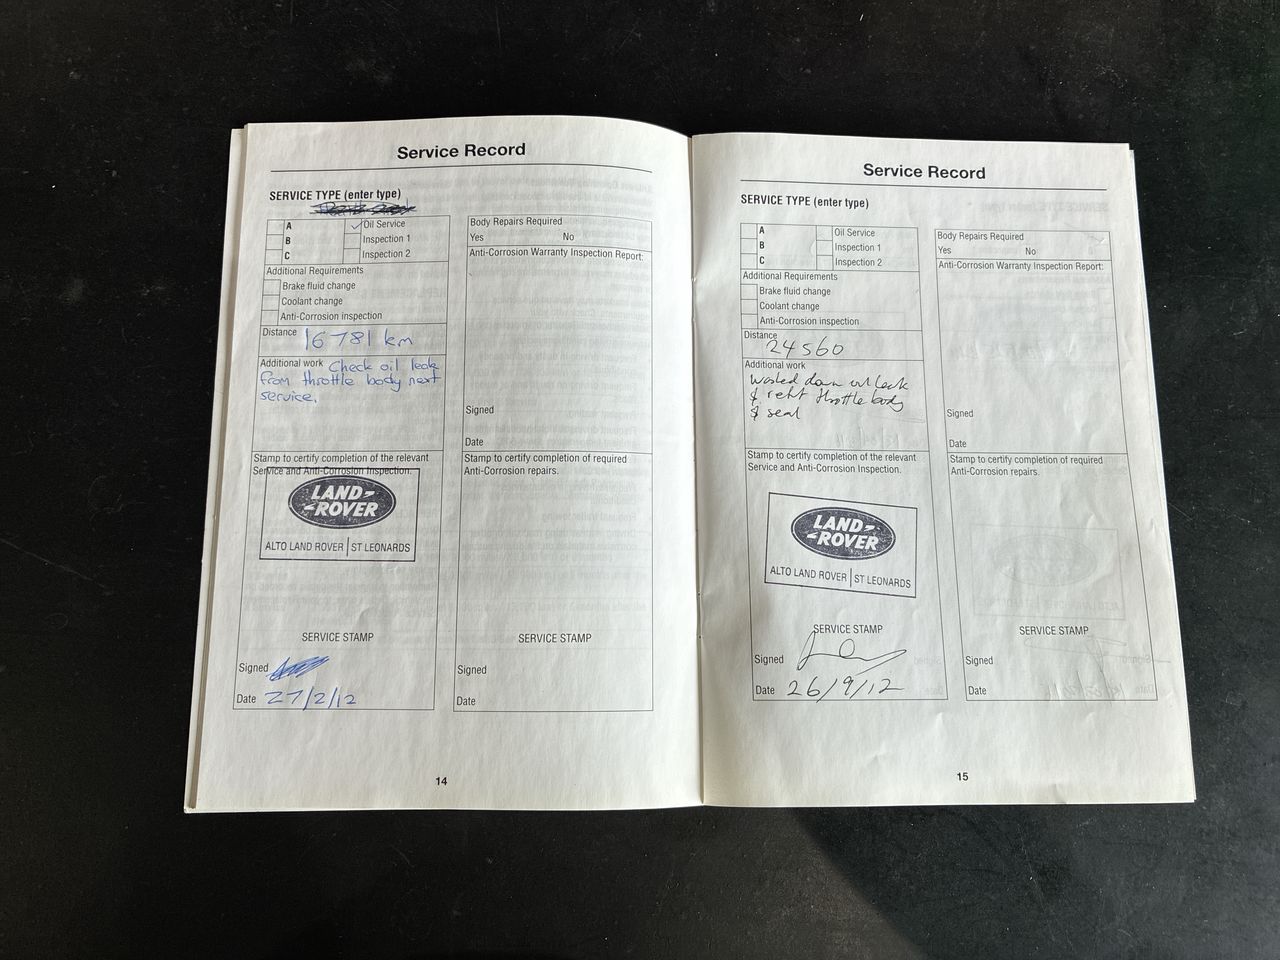 Service Record
SERVICE TYPE (enter type)
A
Oil Service
B
Inspection 1
C
Inspection 2
Additional Requirements
Brake fluid change
Coolant change
Anti-Corrosion inspection
Distance 16781 km
Additional work Check oil leak
from throttle body next
service.
Stamp to certify completion of the relevant
Service and Anti-Corrosion Inspection.
LAND-
-ROVER
ALTO LAND ROVER | ST LEONARDS
SERVICE STAMP
Signed
Date 27/2/12
Body Repairs Required
Yes No
Anti-Corrosion Warranty Inspection Report:
Signed
Date
Stamp to certify completion of required
Anti-Corrosion repairs.
SERVICE STAMP
Signed
Date
14
Service Record
SERVICE TYPE (enter type)
A
Oil Service
B
Inspection 1
C
Inspection 2
Additional Requirements
Brake fluid change
Coolant change
Anti-Corrosion inspection
Distance
24560
Additional work
washed down oil leak
& refit throttle body
& seal
Stamp to certify completion of the relevant
Service and Anti-Corrosion Inspection.
LAND-
-ROVER
ALTO LAND ROVER | ST LEONARDS
SERVICE STAMP
Signed
Date 26/9/12
Body Repairs Required
Yes No
Anti-Corrosion Warranty Inspection Report:
Signed
Date
Stamp to certify completion of required
Anti-Corrosion repairs.
SERVICE STAMP
Signed
Date
15